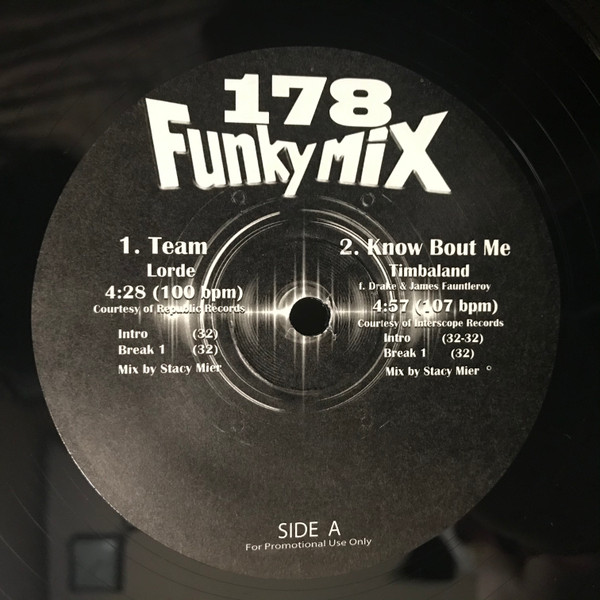 178
Funkymix
1. Team
Lorde
4:28 (100 bpm)
Courtesy of Republic Records
Intro (32)
Break 1 (32)
Mix by Stacy Mier
2. Know Bout Me
Timbaland
f. Drake & James Fauntleroy
4:57 (107 bpm)
Courtesy of Interscope Records
Intro (32-32)
Break 1 (32)
Mix by Stacy Mier
SIDE A
For Promotional Use Only